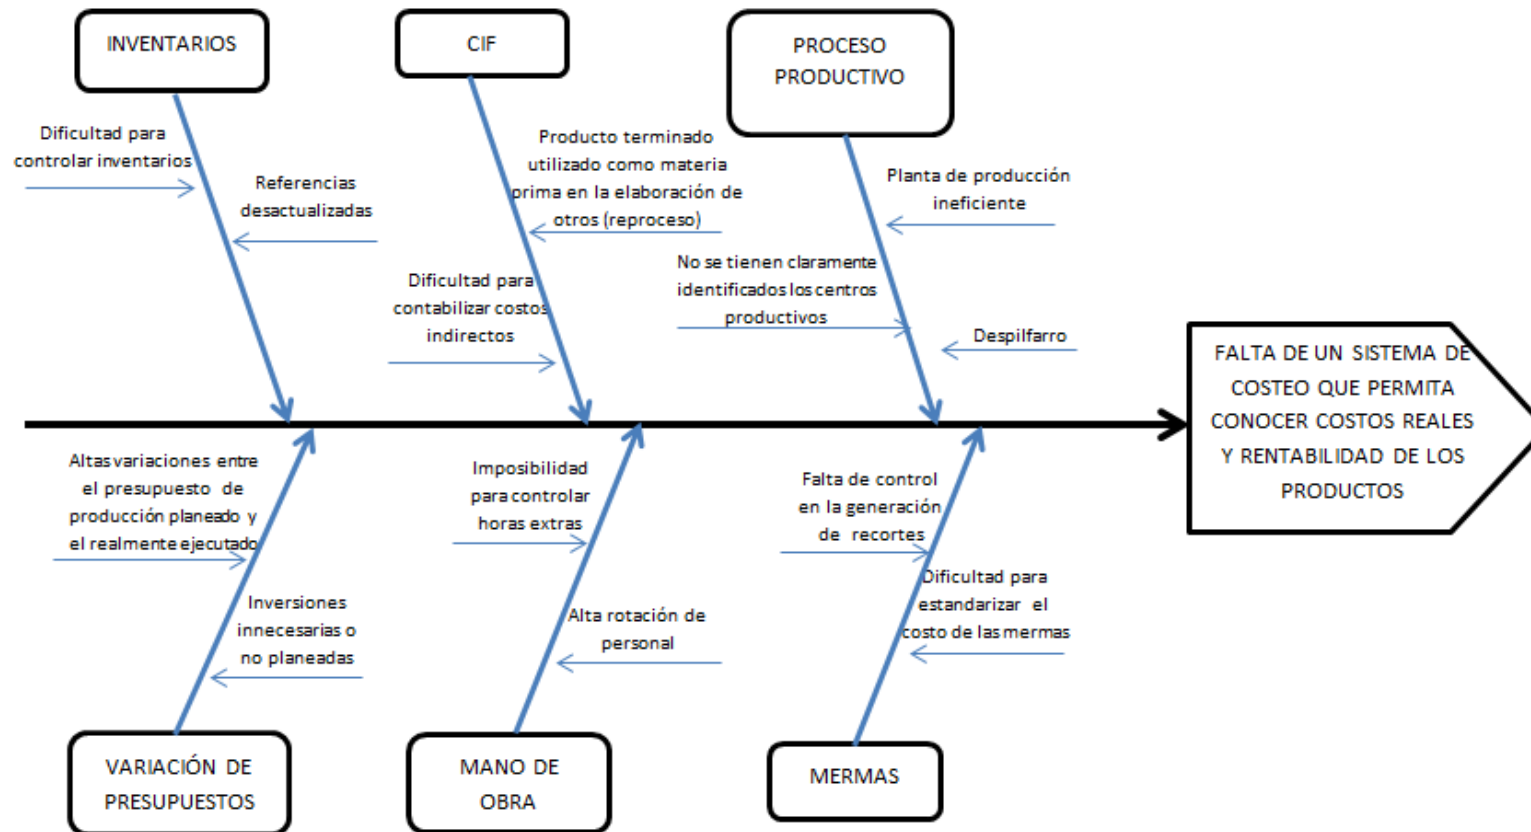 INVENTARIOS
CIF
PROCESO
PRODUCTIVO
Dificultad para
controlar inventarios
Referencias
desactualizadas
Producto terminado
utilizado como materia
prima en la elaboración de
otros (reproceso)
Dificultad para
contabilizar costos
indirectos
Planta de producción
ineficiente
No se tienen claramente
identificados los centros
productivos
Despilfarro
FALTA DE UN SISTEMA DE
COSTEO QUE PERMITA
CONOCER COSTOS REALES
Y RENTABILIDAD DE LOS
PRODUCTOS
Altas variaciones entre
el presupuesto de
producción planeado y
el realmente ejecutado
Inversiones
innecesarias o
no planeadas
Imposibilidad
para controlar
horas extras
Alta rotación de
personal
Falta de control
en la generación
de recortes
Dificultad para
estandarizar el
costo de las mermas
VARIACIÓN DE
PRESUPUESTOS
MANO DE
OBRA
MERMAS